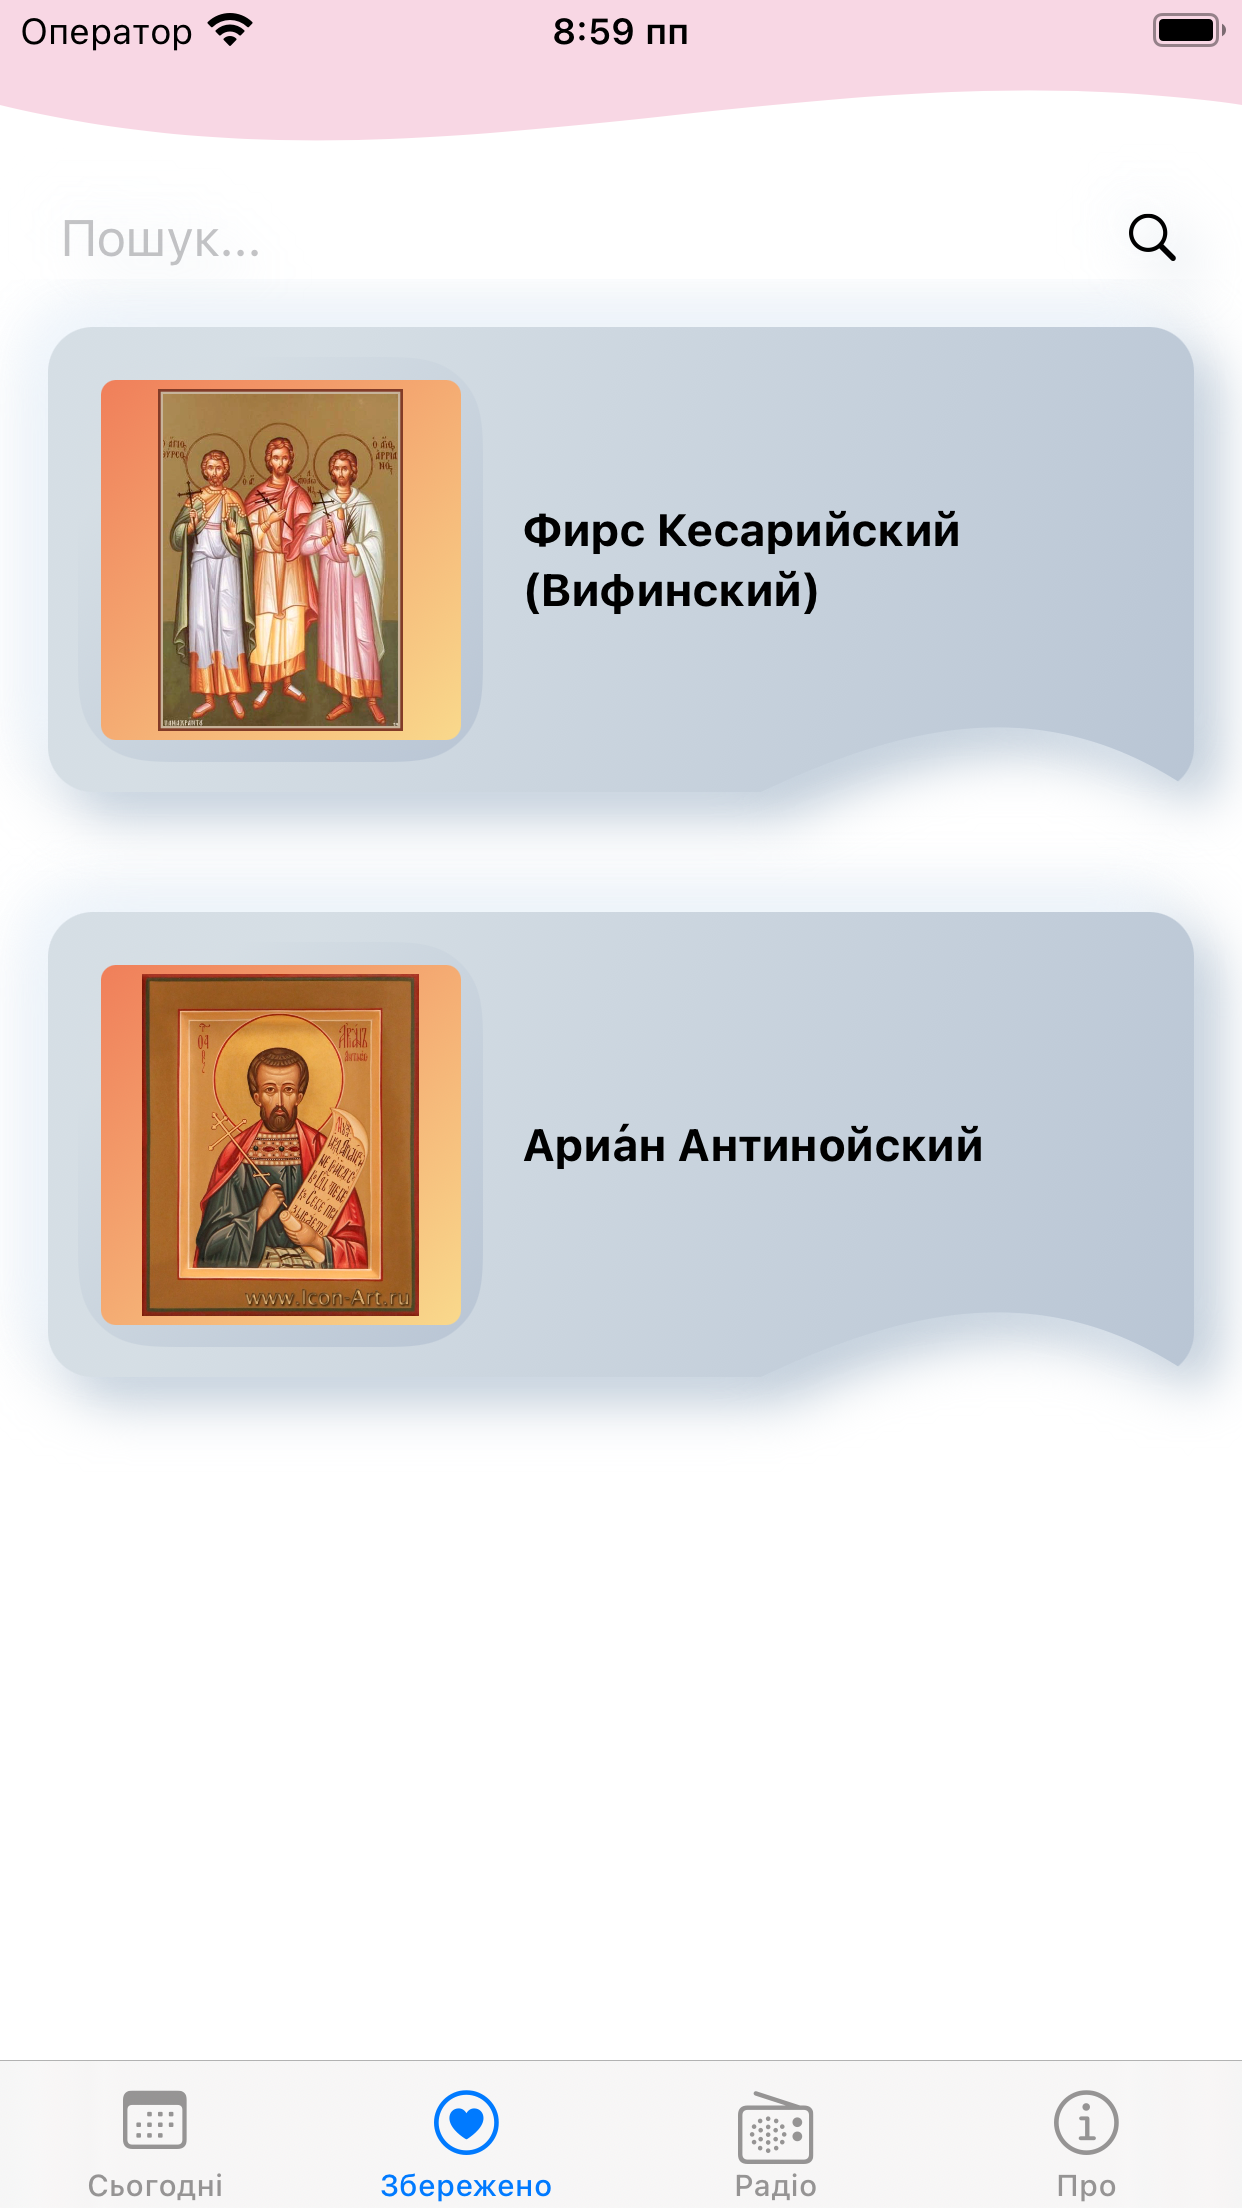 Оператор 8:59 пп
Пошук...
Фирс Кесарийский
(Вифинский)
Ариа́н Антинойский
www.Icon-Art.ru
Сьогодні Збережено Радіо Про